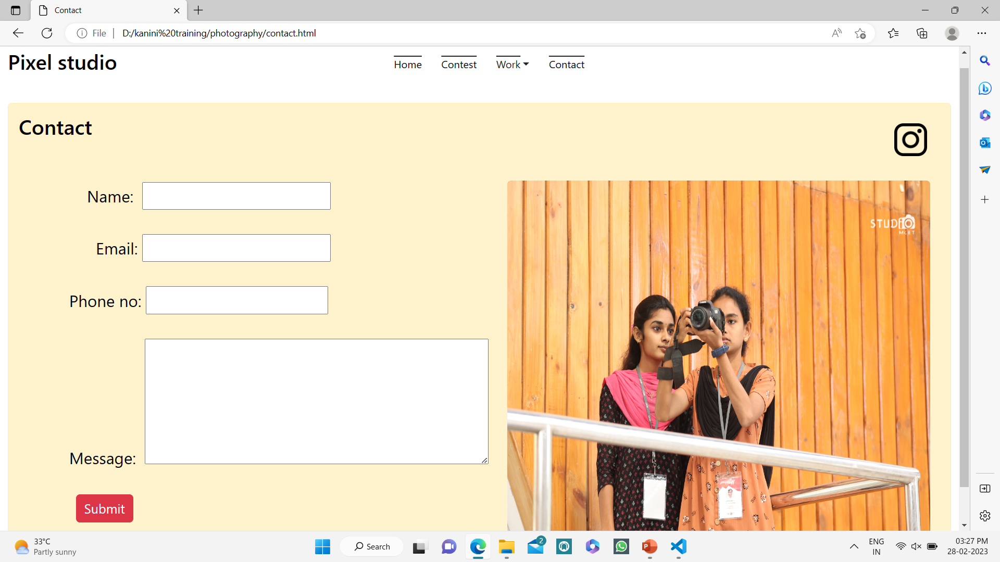 Contact
File
D:/kanini%20training/photography/contact.html
Pixel studio
Home Contest Work Contact
Contact
Name:
STUDIO
MCET
Email:
Phone no:
Message:
Submit
33°C
Partly sunny
Search
2
ENG
IN
03:27 PM
28-02-2023